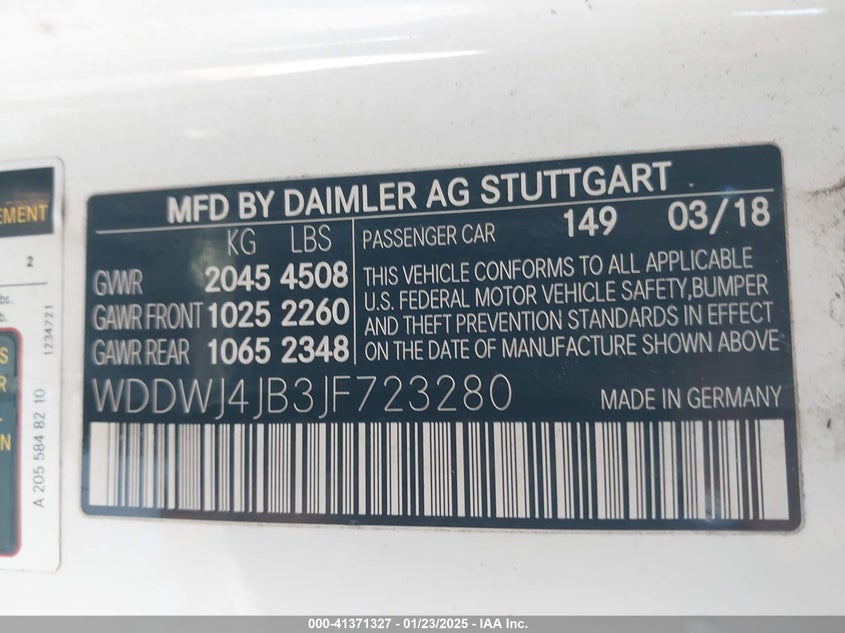 MFD BY DAIMLER AG STUTTGART
KG LBS
GVWR 2045 4508
GAWR FRONT 1025 2260
GAWR REAR 1065 2348
PASSENGER CAR 149 03/18
THIS VEHICLE CONFORMS TO ALL APPLICABLE
U.S. FEDERAL MOTOR VEHICLE SAFETY,BUMPER
AND THEFT PREVENTION STANDARDS IN EFFECT
ON THE DATE OF MANUFACTURE SHOWN ABOVE
WDDWJ4JB3JF723280
MADE IN GERMANY
EMENT
2
bs.
b.
1234721
S
R
T
N
A 205 584 82 10
000-41371327 - 01/23/2025 - IAA Inc.